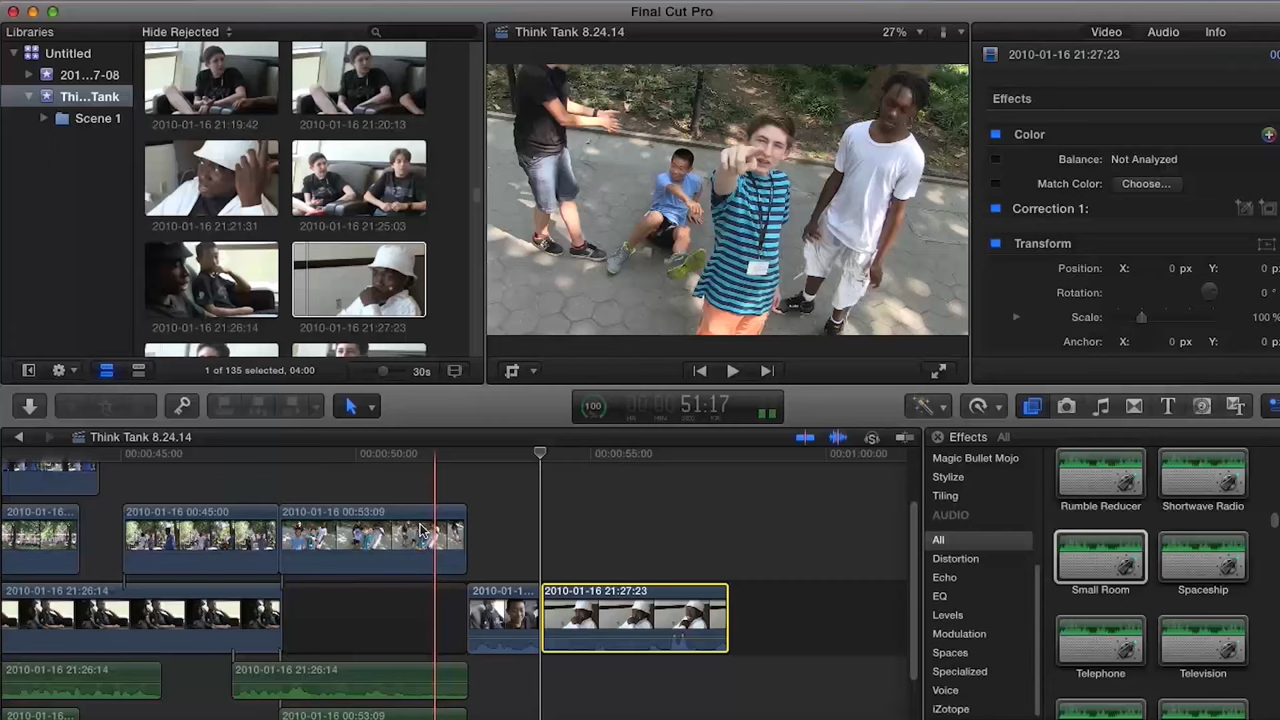 Final Cut Pro
Libraries
Hide Rejected
Think Tank 8.24.14
27%
Video
Audio
Info
Untitled
201...7-08
Thi...Tank
Scene 1
2010-01-16 21:19:42
2010-01-16 21:20:13
2010-01-16 21:21:31
2010-01-16 21:25:03
2010-01-16 21:26:14
2010-01-16 21:27:23
2010-01-16 21:27:23
Effects
Color
Balance: Not Analyzed
Match Color: Choose...
Correction 1:
Transform
Position: X: 0 px Y: 0 p
Rotation: 0 °
Scale: 100 %
Anchor: X: 0 px Y: 0 p
1 of 135 selected, 04:00
30s
100
51:17
Think Tank 8.24.14
00:00:45:00
00:00:50:00
00:00:55:00
00:01:00:00
2010-01-16...
2010-01-16 00:45:00
2010-01-16 00:53:09
2010-01-16 21:26:14
2010-01-1...
2010-01-16 21:27:23
2010-01-16 21:26:14
2010-01-16 21:26:14
2010-01-16...
2010-01-16 00:53:09
Effects All
Magic Bullet Mojo
Stylize
Tiling
AUDIO
All
Distortion
Echo
EQ
Levels
Modulation
Spaces
Specialized
Voice
iZotope
Rumble Reducer
Shortwave Radio
Small Room
Spaceship
Telephone
Television